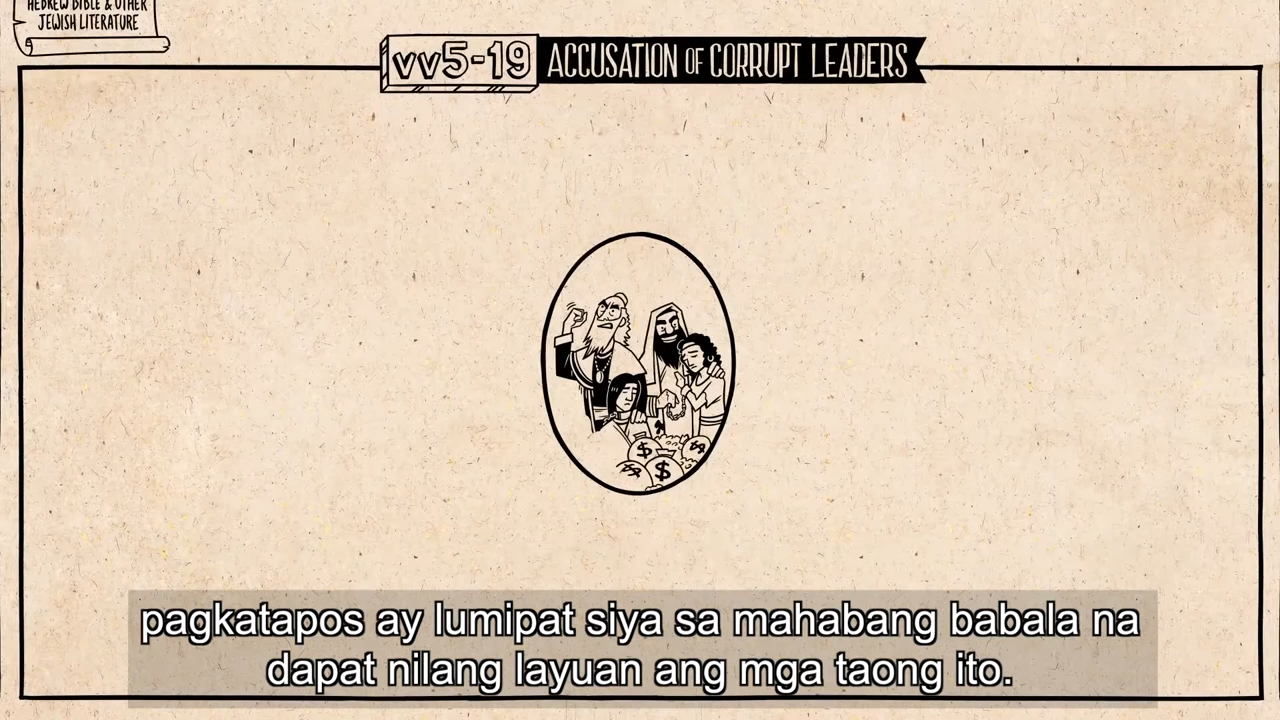 HEBREW BIBLE & OTHER
JEWISH LITERATURE
vv5-19 ACCUSATION OF CORRUPT LEADERS
$
$
pagkatapos ay lumipat siya sa mahabang babala na
dapat nilang layuan ang mga taong ito.